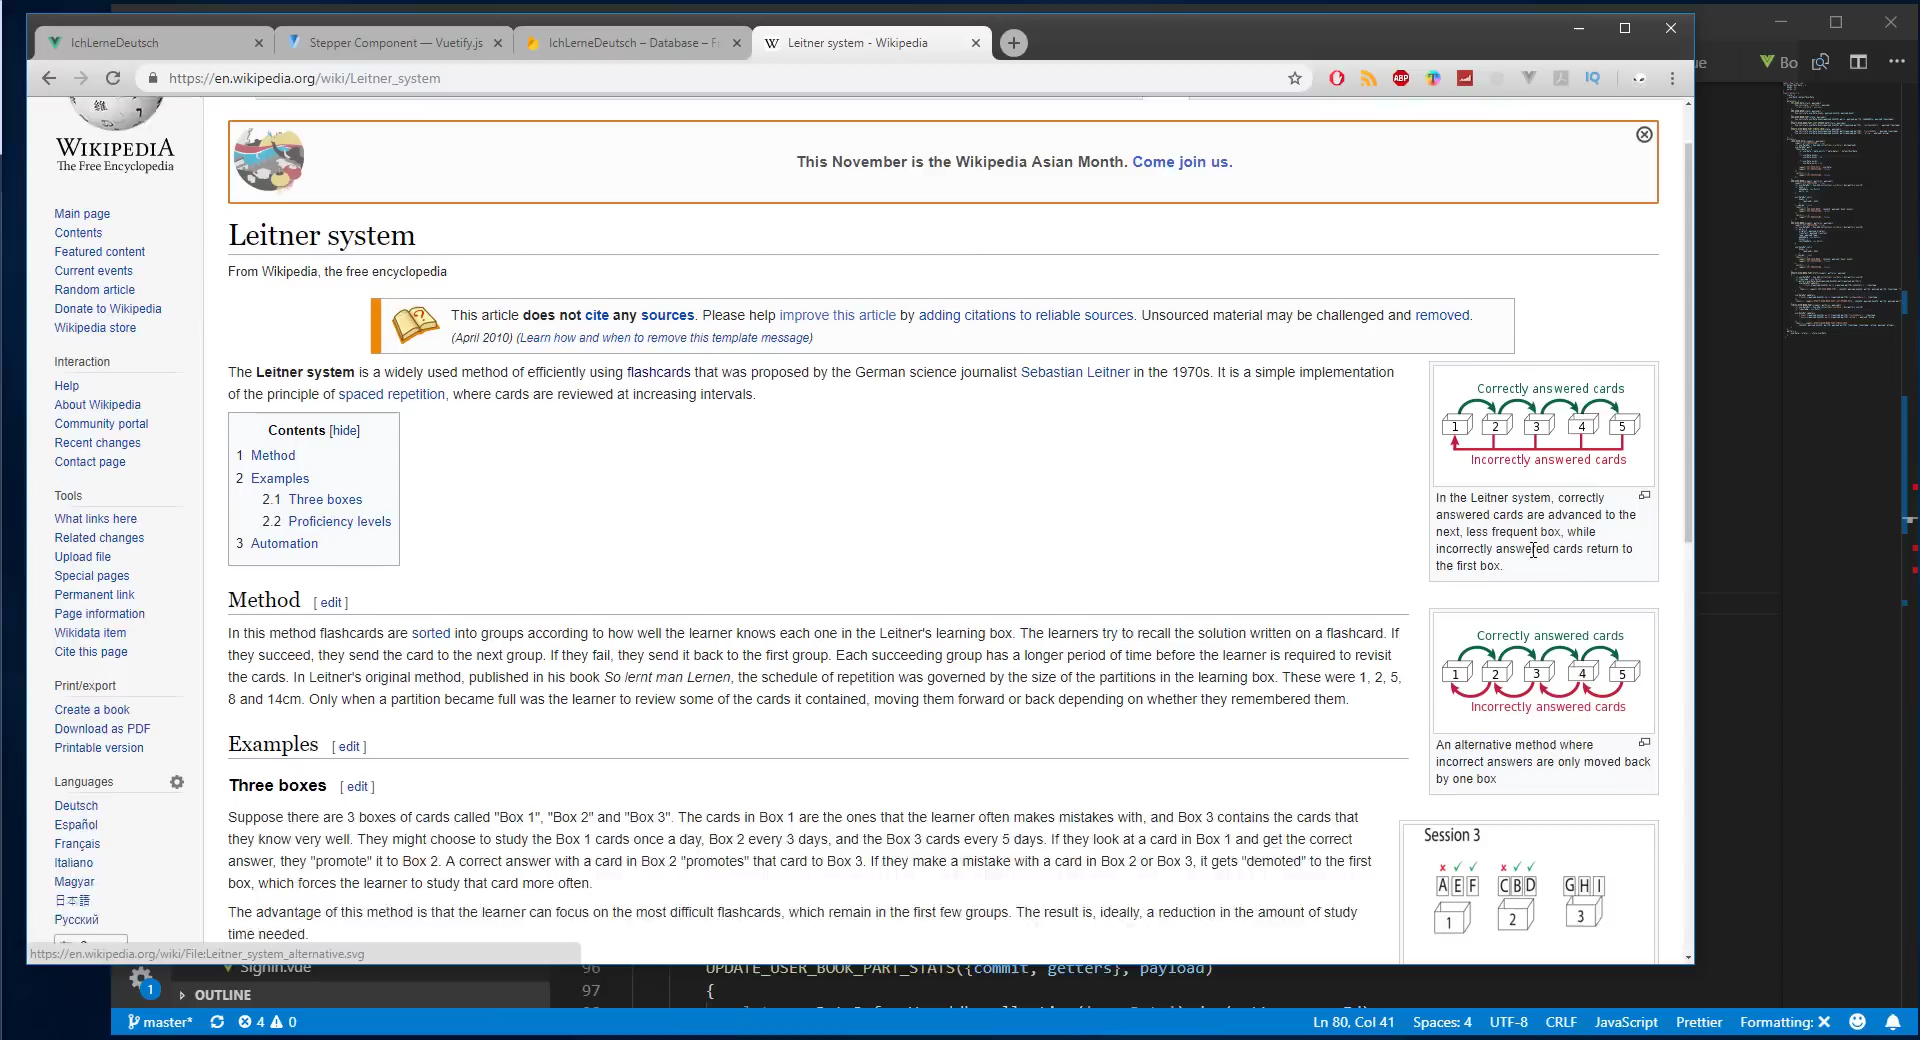 IchLerneDeutsch
Stepper Component — Vuetify.js
IchLerneDeutsch – Database – F
Leitner system - Wikipedia
https://en.wikipedia.org/wiki/Leitner_system
ABP
IQ
Bo
WIKIPEDIA
The Free Encyclopedia
Main page
Contents
Featured content
Current events
Random article
Donate to Wikipedia
Wikipedia store
Interaction
Help
About Wikipedia
Community portal
Recent changes
Contact page
Tools
What links here
Related changes
Upload file
Special pages
Permanent link
Page information
Wikidata item
Cite this page
Print/export
Create a book
Download as PDF
Printable version
Languages
Deutsch
Español
Français
Italiano
Magyar
日本語
Русский
This November is the Wikipedia Asian Month. Come join us.
Leitner system
From Wikipedia, the free encyclopedia
This article does not cite any sources. Please help improve this article by adding citations to reliable sources. Unsourced material may be challenged and removed.
(April 2010) (Learn how and when to remove this template message)
The Leitner system is a widely used method of efficiently using flashcards that was proposed by the German science journalist Sebastian Leitner in the 1970s. It is a simple implementation
of the principle of spaced repetition, where cards are reviewed at increasing intervals.
Contents [hide]
1 Method
2 Examples
2.1 Three boxes
2.2 Proficiency levels
3 Automation
Method [ edit ]
In this method flashcards are sorted into groups according to how well the learner knows each one in the Leitner's learning box. The learners try to recall the solution written on a flashcard. If
they succeed, they send the card to the next group. If they fail, they send it back to the first group. Each succeeding group has a longer period of time before the learner is required to revisit
the cards. In Leitner's original method, published in his book So lernt man Lernen, the schedule of repetition was governed by the size of the partitions in the learning box. These were 1, 2, 5,
8 and 14cm. Only when a partition became full was the learner to review some of the cards it contained, moving them forward or back depending on whether they remembered them.
Examples [ edit ]
Three boxes [ edit ]
Suppose there are 3 boxes of cards called "Box 1", "Box 2" and "Box 3". The cards in Box 1 are the ones that the learner often makes mistakes with, and Box 3 contains the cards that
they know very well. They might choose to study the Box 1 cards once a day, Box 2 every 3 days, and the Box 3 cards every 5 days. If they look at a card in Box 1 and get the correct
answer, they "promote" it to Box 2. A correct answer with a card in Box 2 "promotes" that card to Box 3. If they make a mistake with a card in Box 2 or Box 3, it gets "demoted" to the first
box, which forces the learner to study that card more often.
The advantage of this method is that the learner can focus on the most difficult flashcards, which remain in the first few groups. The result is, ideally, a reduction in the amount of study
time needed.
Correctly answered cards
1 2 3 4 5
Incorrectly answered cards
In the Leitner system, correctly
answered cards are advanced to the
next, less frequent box, while
incorrectly answered cards return to
the first box.
Correctly answered cards
1 2 3 4 5
Incorrectly answered cards
An alternative method where
incorrect answers are only moved back
by one box
Session 3
A E F C B D G H I
1 2 3
https://en.wikipedia.org/wiki/File:Leitner_system_alternative.svg
SignIn.vue
1
OUTLINE
96 UPDATE_USER_BOOK_PART_STATS({commit, getters}, payload)
97 {
master* 4 0
Ln 80, Col 41 Spaces: 4 UTF-8 CRLF JavaScript Prettier Formatting: ✕